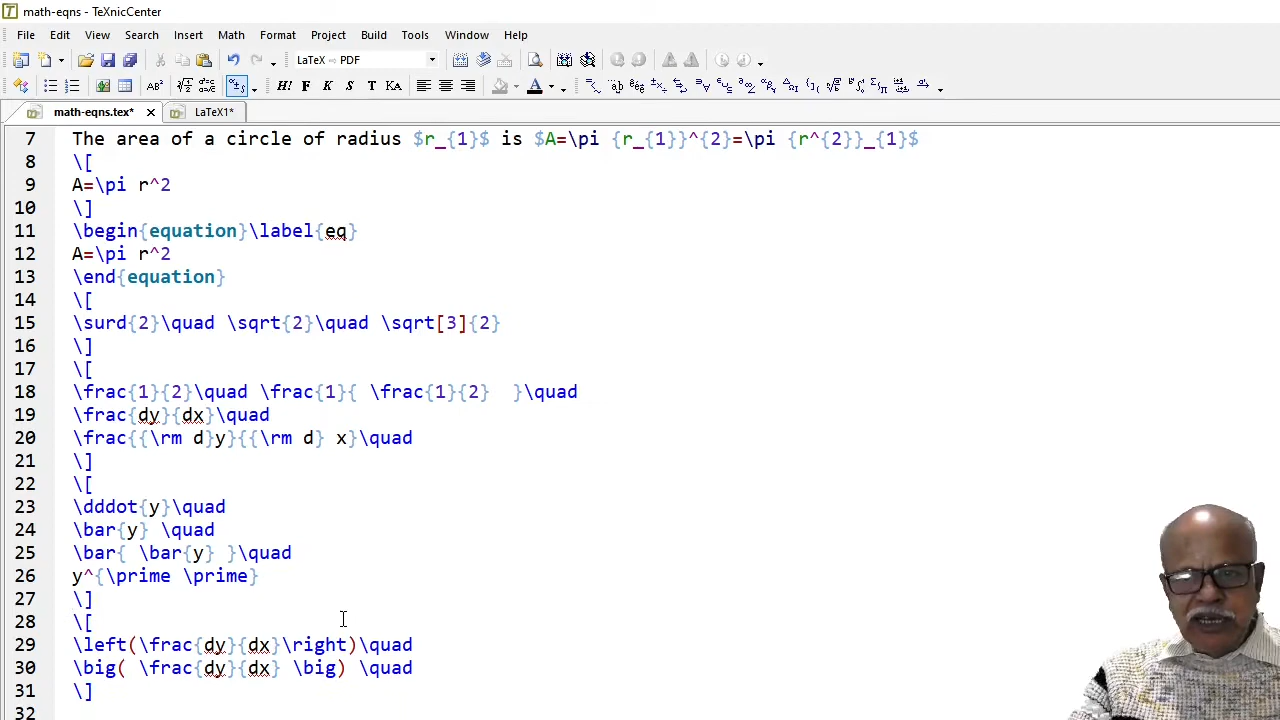 math-eqns - TeXnicCenter
File Edit View Search Insert Math Format Project Build Tools Window Help
LaTeX → PDF
H! F K S T KA
math-eqns.tex* LaTeX1*
7 The area of a circle of radius $r_{1}$ is $A=\pi {r_{1}}^{2}=\pi {r^{2}}_{1}$
8 \[
9 A=\pi r^2
10 \]
11 \begin{equation}\label{eq}
12 A=\pi r^2
13 \end{equation}
14 \[
15 \surd{2}\quad \sqrt{2}\quad \sqrt[3]{2}
16 \]
17 \[
18 \frac{1}{2}\quad \frac{1}{ \frac{1}{2}  }\quad
19 \frac{dy}{dx}\quad
20 \frac{{\rm d}y}{{\rm d} x}\quad
21 \]
22 \[
23 \dddot{y}\quad
24 \bar{y} \quad
25 \bar{ \bar{y} }\quad
26 y^{\prime \prime}
27 \]
28 \[
29 \left(\frac{dy}{dx}\right)\quad
30 \big( \frac{dy}{dx} \big) \quad
31 \]
32